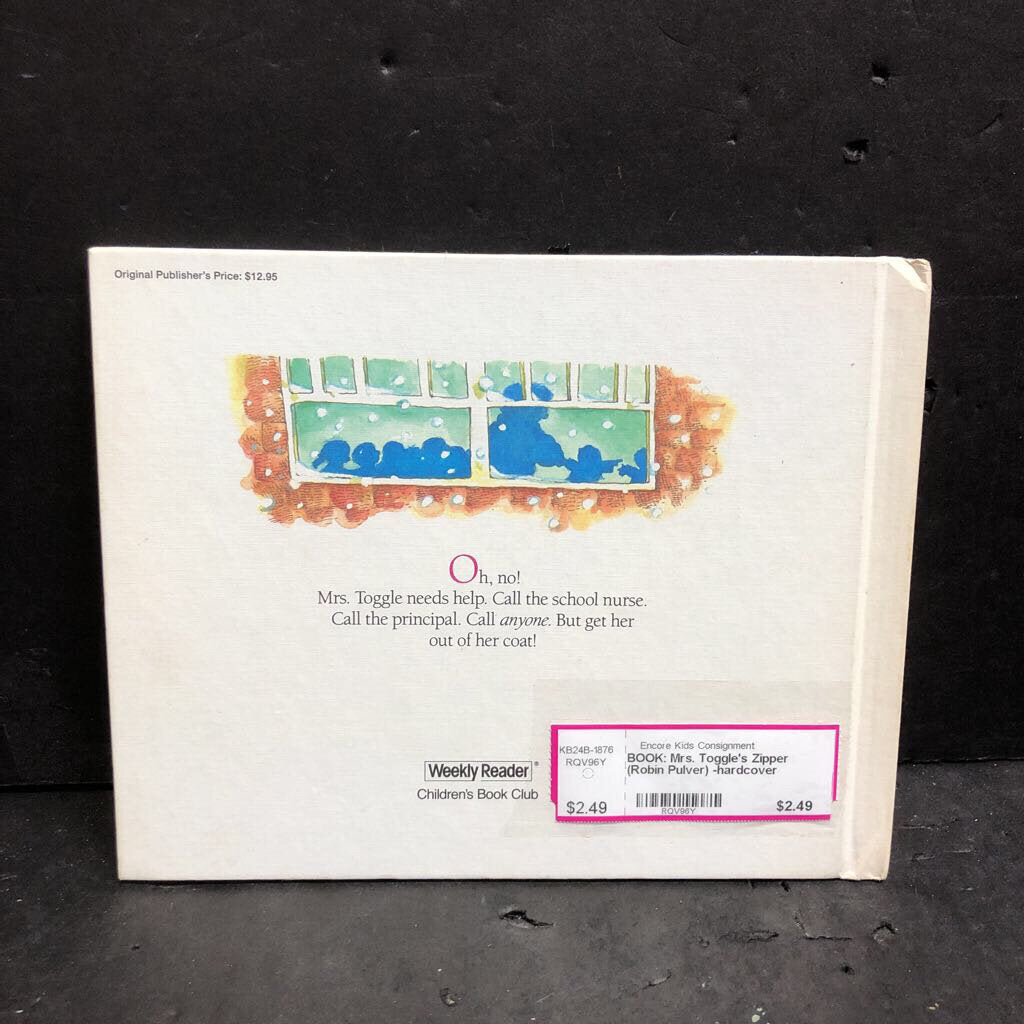 Original Publisher's Price: $12.95
Oh, no!
Mrs. Toggle needs help. Call the school nurse.
Call the principal. Call anyone. But get her
out of her coat!
Weekly Reader®
Children's Book Club
KB24B-1876
RQV96Y
$2.49
Encore Kids Consignment
BOOK: Mrs. Toggle's Zipper
(Robin Pulver) -hardcover
RQV96Y
$2.49